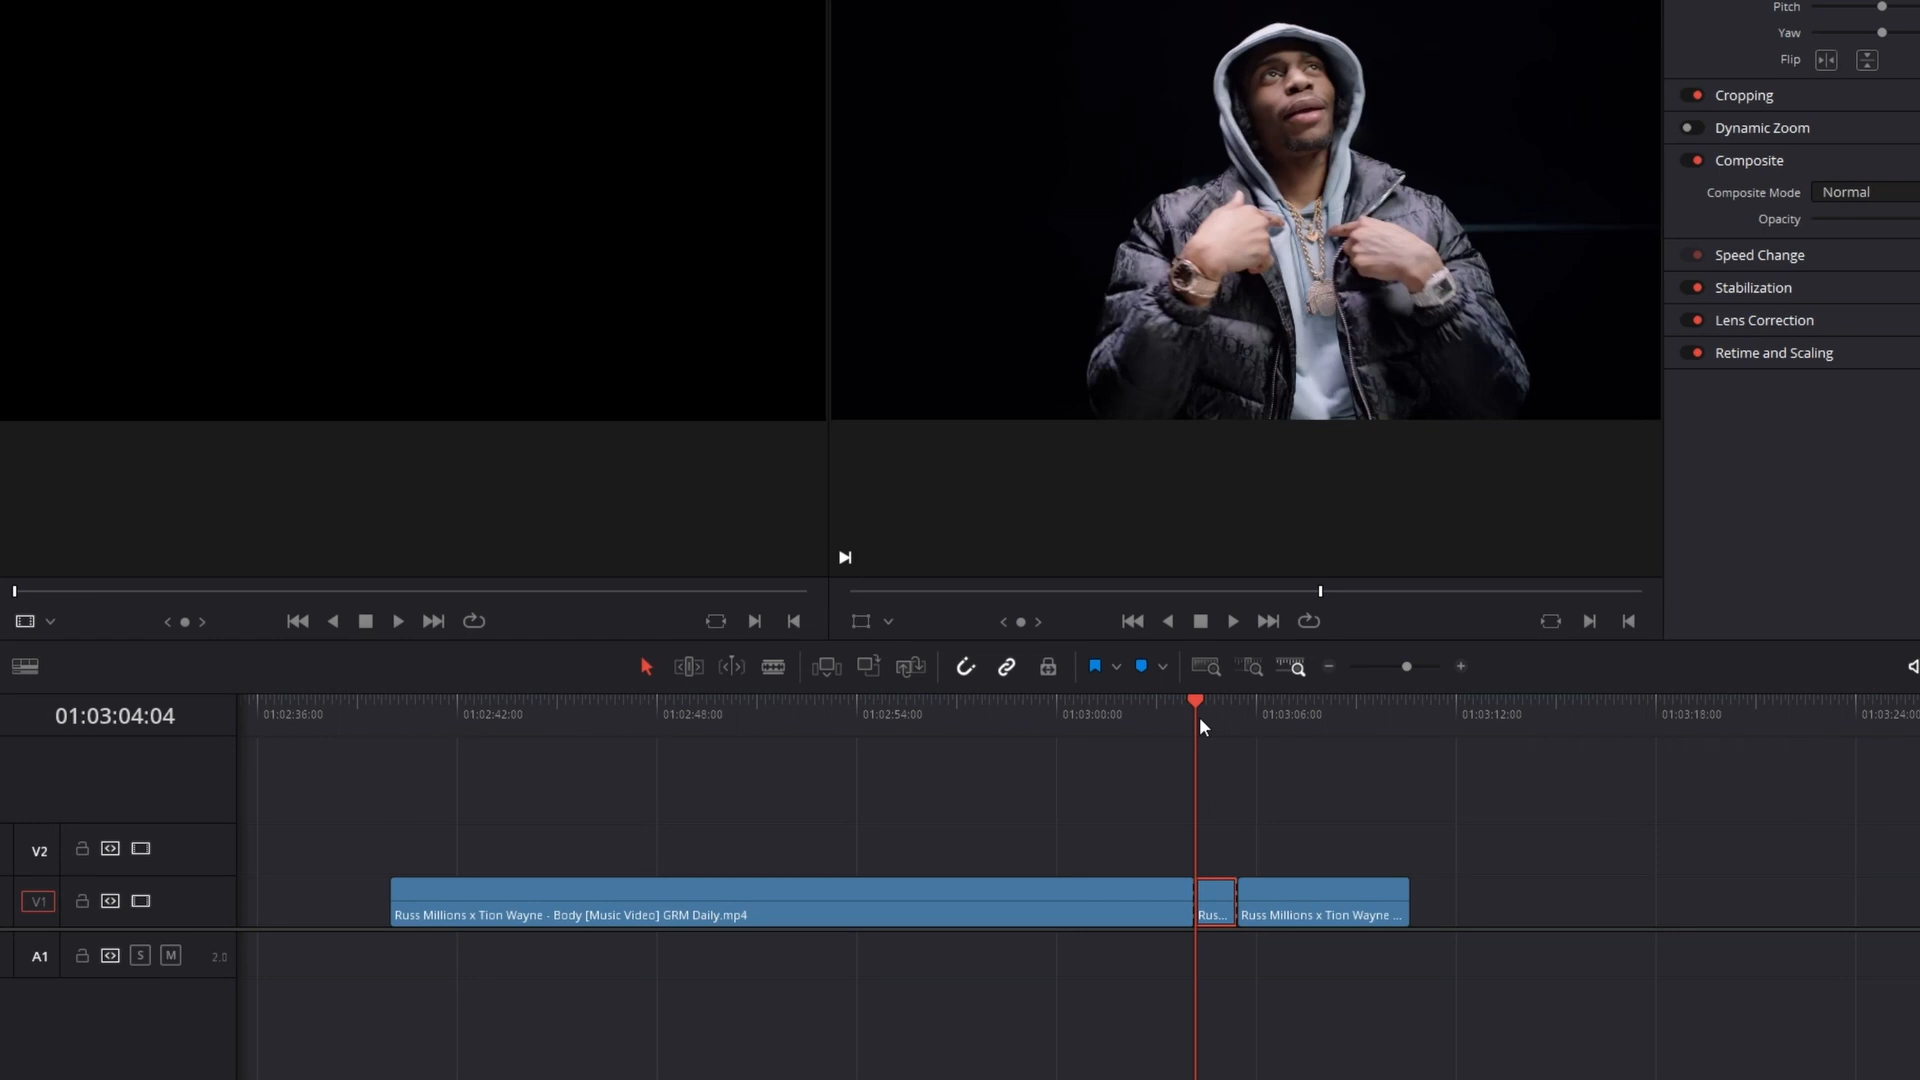 Pitch
Yaw
Flip
Cropping
Dynamic Zoom
Composite
Composite Mode Normal
Opacity
Speed Change
Stabilization
Lens Correction
Retime and Scaling
01:03:04:04
01:02:36:00 01:02:42:00 01:02:48:00 01:02:54:00 01:03:00:00 01:03:06:00 01:03:12:00 01:03:18:00 01:03:24:00
V2
V1
Russ Millions x Tion Wayne - Body [Music Video] GRM Daily.mp4 Rus... Russ Millions x Tion Wayne ...
A1 S M 2.0